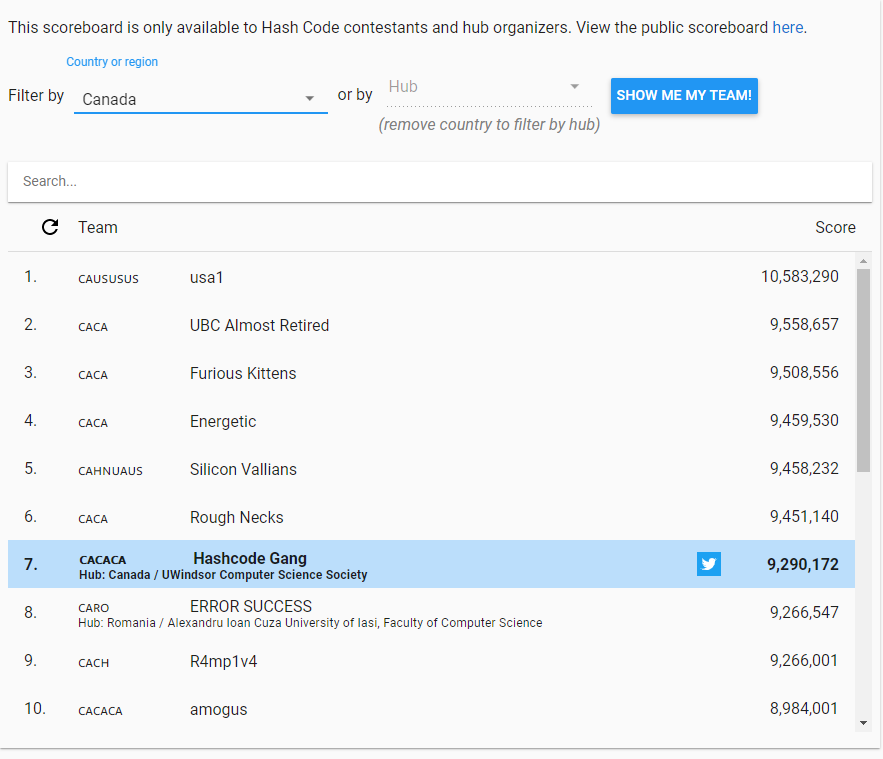 This scoreboard is only available to Hash Code contestants and hub organizers. View the public scoreboard here.
Country or region
Filter by Canada or by Hub SHOW ME MY TEAM!
(remove country to filter by hub)
Search...
Team Score
1. CAUSUSUS usa1 10,583,290
2. CACA UBC Almost Retired 9,558,657
3. CACA Furious Kittens 9,508,556
4. CACA Energetic 9,459,530
5. CAHNUAUS Silicon Vallians 9,458,232
6. CACA Rough Necks 9,451,140
7. CACACA Hashcode Gang 9,290,172
Hub: Canada / UWindsor Computer Science Sosiety
8. CARO ERROR SUCCESS 9,266,547
Hub: Romania / Alexandru Ioan Cuza University of Iasi, Faculty of Computer Science
9. CACH R4mp1v4 9,266,001
10. CACACA amogus 8,984,001